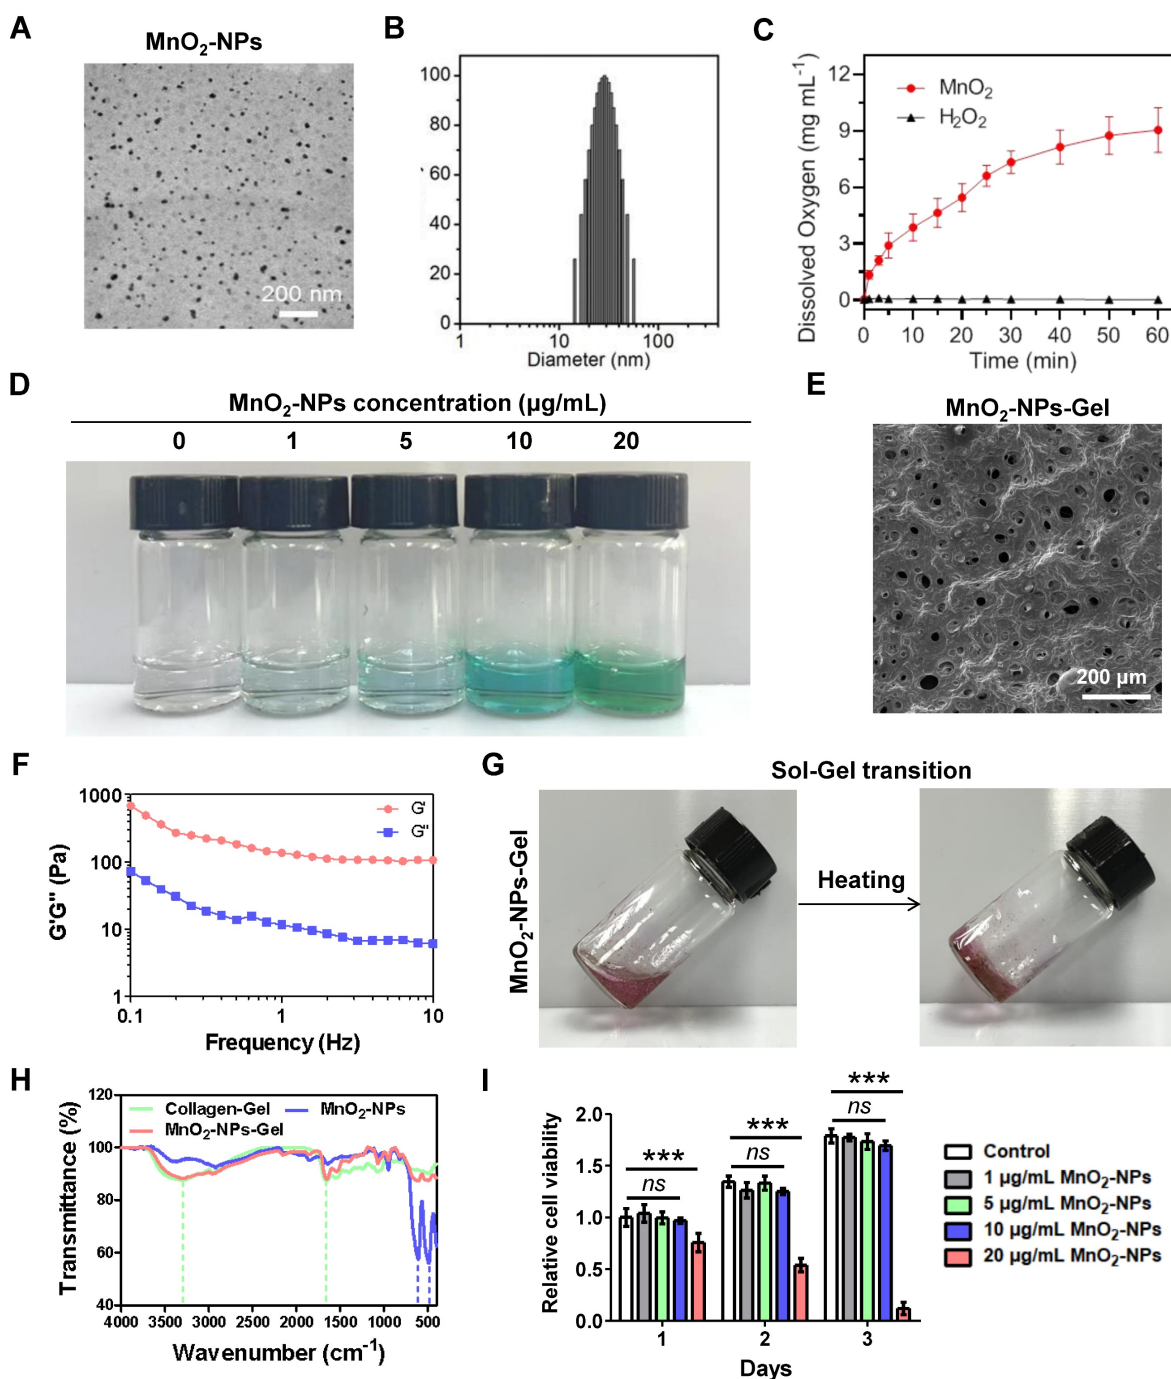 A
MnO₂-NPs
200 nm
B
100
80
60
100
40
20
0
1
10
100
Diameter (nm)
C
Dissolved Oxygen (mg mL⁻¹)
12
9
6
3
0
MnO₂
H₂O₂
0 10 20 30 40 50 60
Time (min)
D
MnO₂-NPs concentration (µg/mL)
0 1 5 10 20
E
MnO₂-NPs-Gel
200 µm
F
G'G'' (Pa)
1000
100
10
1
G'
G''
0.1 1 10
Frequency (Hz)
G
Sol-Gel transition
MnO₂-NPs-Gel
Heating
H
Transmittance (%)
120
100
80
60
40
Collagen-Gel
MnO₂-NPs
MnO₂-NPs-Gel
4000 3500 3000 2500 2000 1500 1000 500
Wavenumber (cm⁻¹)
I
Relative cell viability
2.0
1.5
1.0
0.5
0.0
***
ns
***
ns
***
ns
1 2 3
Days
Control
1 µg/mL MnO₂-NPs
5 µg/mL MnO₂-NPs
10 µg/mL MnO₂-NPs
20 µg/mL MnO₂-NPs